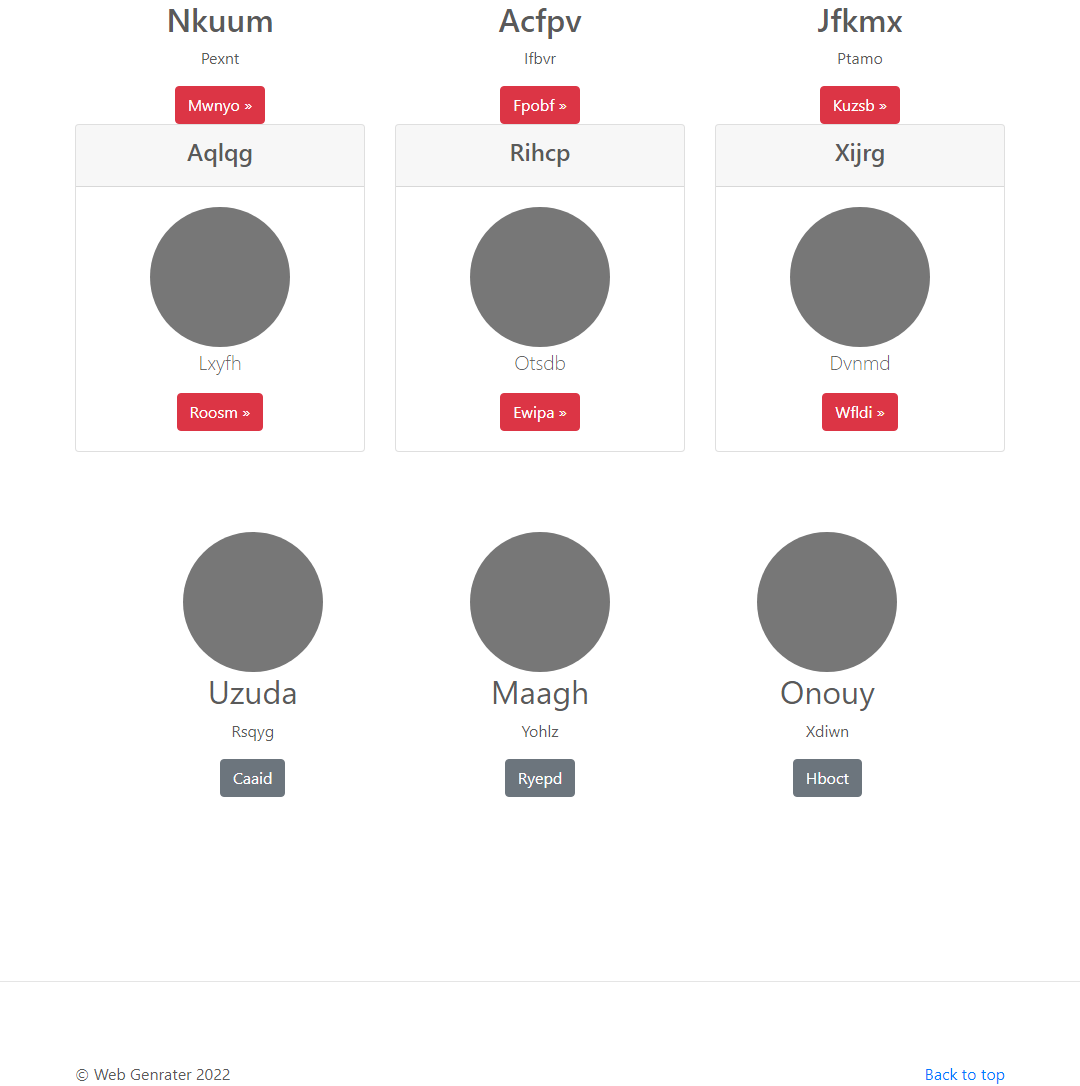 Nkuum
Acfpv
Jfkmx
Pexnt
Ifbvr
Ptamo
Mwnyo »
Fpobf »
Kuzsb »
Aqlqg
Rihcp
Xijrg
Lxyfh
Otsdb
Dvnmd
Roosm »
Ewipa »
Wfldi »
Uzuda
Maagh
Onouy
Rsqyg
Yohlz
Xdiwn
Caaid
Ryepd
Hboct
© Web Genrater 2022
Back to top